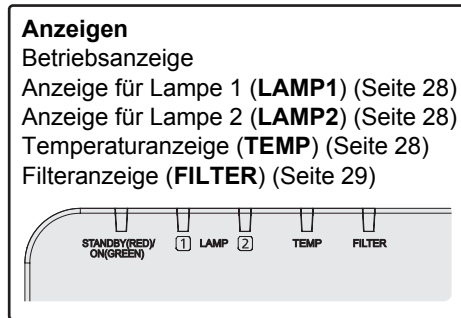 Anzeigen
Betriebsanzeige
Anzeige für Lampe 1 (LAMP1) (Seite 28)
Anzeige für Lampe 2 (LAMP2) (Seite 28)
Temperaturanzeige (TEMP) (Seite 28)
Filteranzeige (FILTER) (Seite 29)
STANDBY(RED)/ 1 LAMP 2 TEMP FILTER
ON(GREEN)